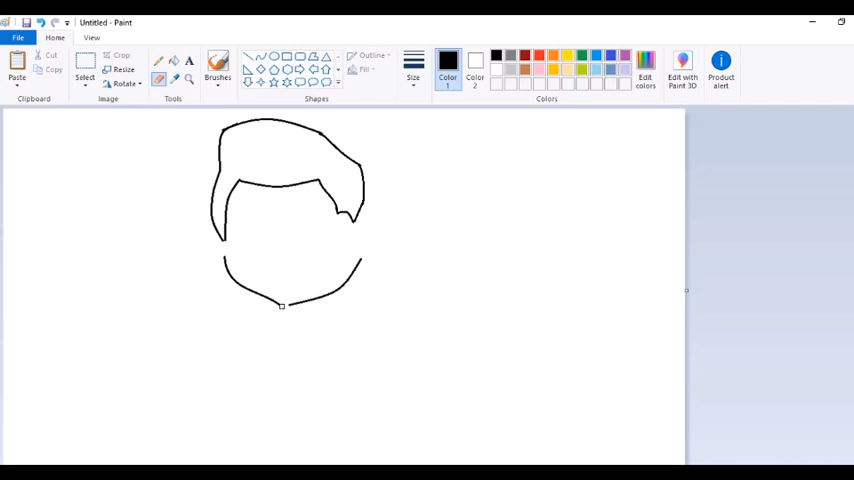 Untitled - Paint
File Home View
Paste
Cut
Copy
Clipboard
Select
Crop
Resize
Rotate
Image
A
Tools
Brushes
Outline
Fill
Shapes
Size
Color 1
Color 2
Edit colors
Colors
Edit with Paint 3D
Product alert